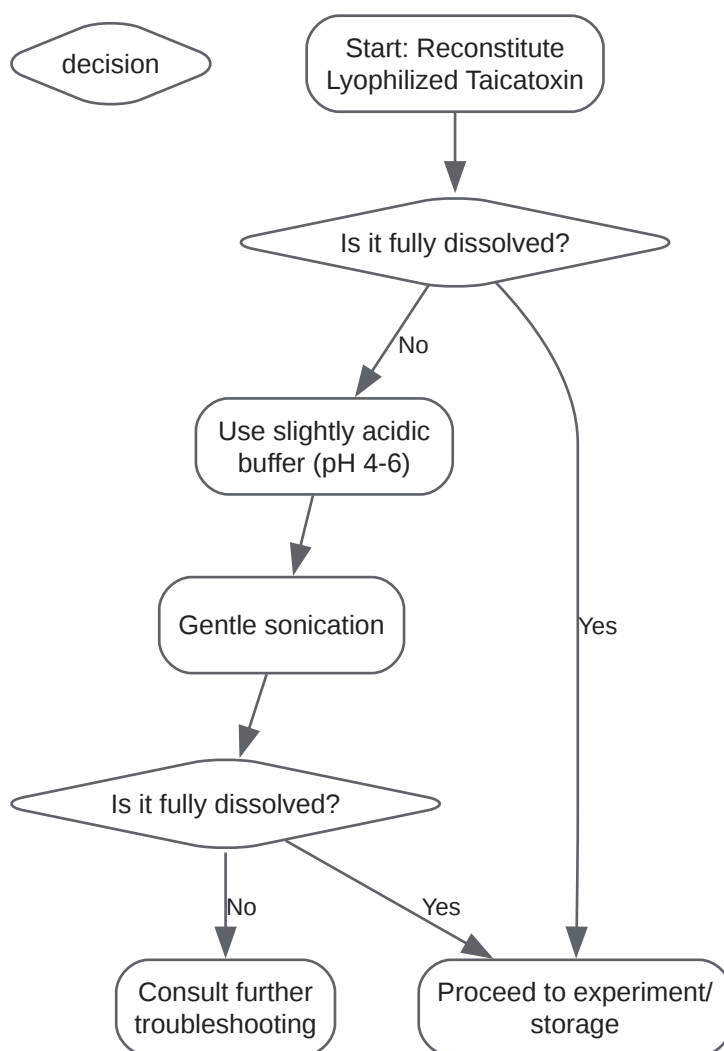 decision
Start: Reconstitute
Lyophilized Taicatoxin
Is it fully dissolved?
No
Use slightly acidic
buffer (pH 4-6)
Gentle sonication
Yes
Is it fully dissolved?
No
Yes
Consult further
troubleshooting
Proceed to experiment/
storage